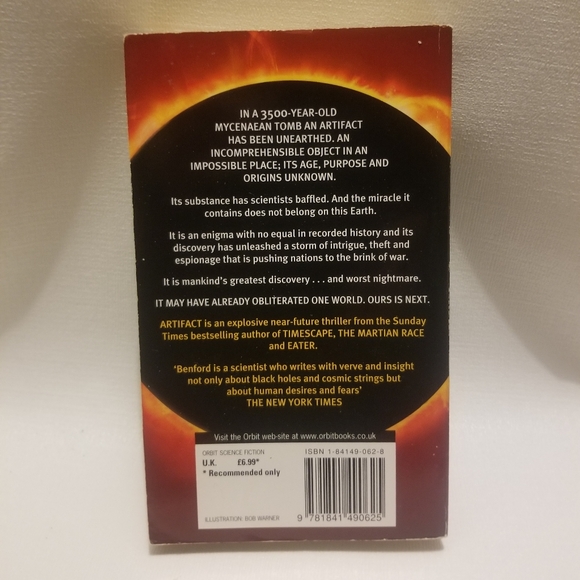 IN A 3500-YEAR-OLD
MYCENAEAN TOMB AN ARTIFACT
HAS BEEN UNEARTHED. AN
INCOMPREHENSIBLE OBJECT IN AN
IMPOSSIBLE PLACE; ITS AGE, PURPOSE AND
ORIGINS UNKNOWN.
Its substance has scientists baffled. And the miracle it
contains does not belong on this Earth.
It is an enigma with no equal in recorded history and its
discovery has unleashed a storm of intrigue, theft and
espionage that is pushing nations to the brink of war.
It is mankind's greatest discovery . . . and worst nightmare.
IT MAY HAVE ALREADY OBLITERATED ONE WORLD. OURS IS NEXT.
ARTIFACT is an explosive near-future thriller from the Sunday
Times bestselling author of TIMESCAPE, THE MARTIAN RACE
and EATER.
'Benford is a scientist who writes with verve and insight
not only about black holes and cosmic strings but
about human desires and fears'
THE NEW YORK TIMES
Visit the Orbit web-site at www.orbitbooks.co.uk
ORBIT SCIENCE FICTION
U.K. £6.99*
* Recommended only
ILLUSTRATION: BOB WARNER
ISBN 1-84149-062-8
9 781841 490625